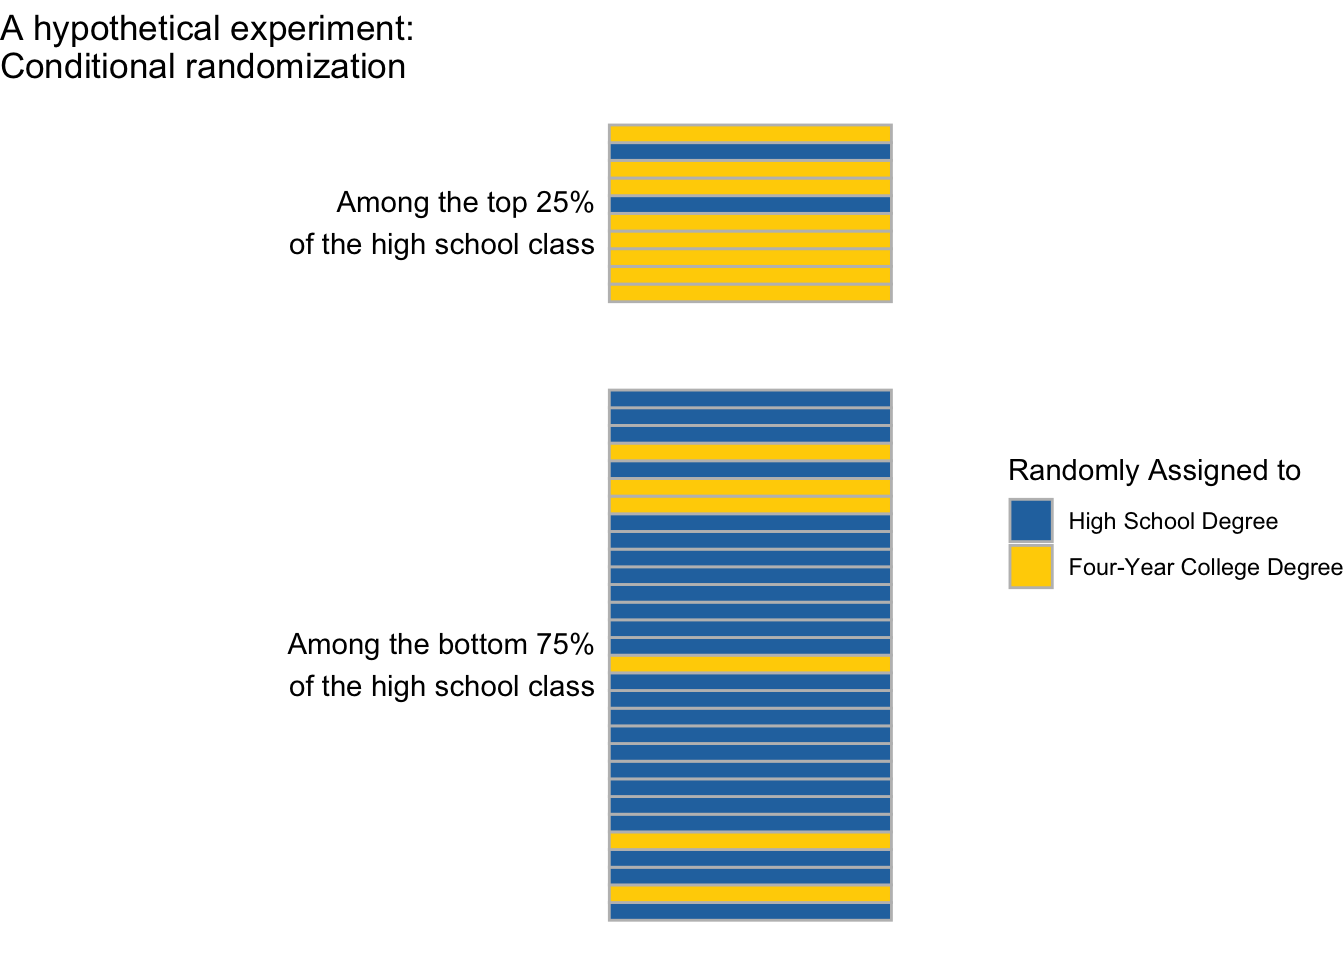 A hypothetical experiment:
Conditional randomization
Among the top 25%
of the high school class
Among the bottom 75%
of the high school class
Randomly Assigned to
High School Degree
Four-Year College Degree